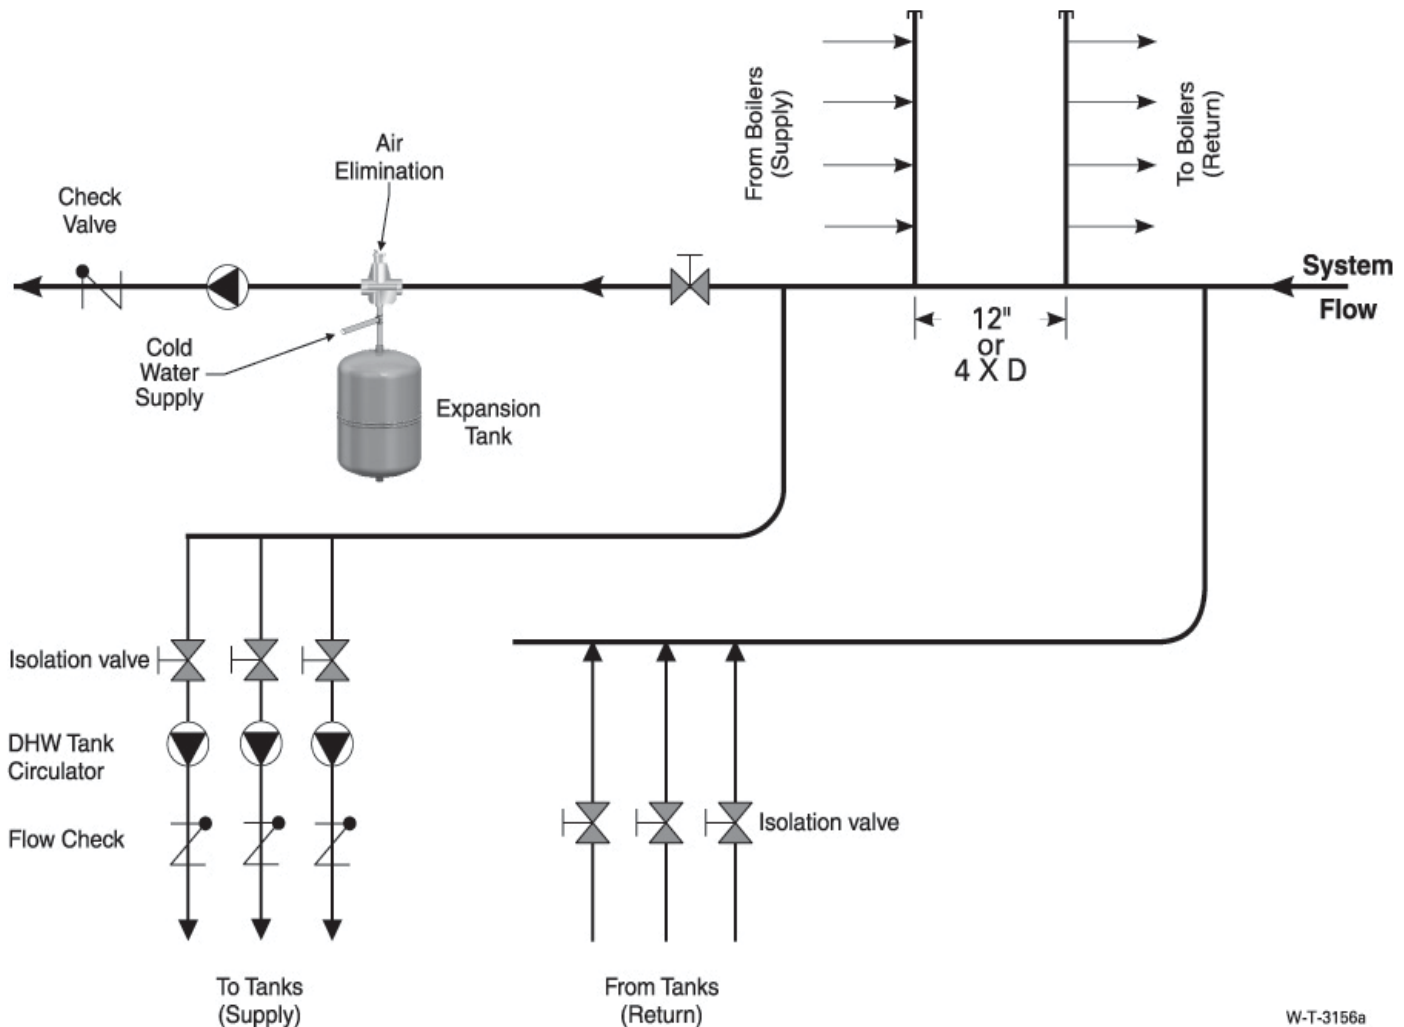 From Boilers
(Supply)
To Boilers
(Return)
Air
Elimination
Check
Valve
System
Flow
12"
or
4 X D
Cold
Water
Supply
Expansion
Tank
Isolation valve
DHW Tank
Circulator
Flow Check
Isolation valve
To Tanks
(Supply)
From Tanks
(Return)
W-T-3156a